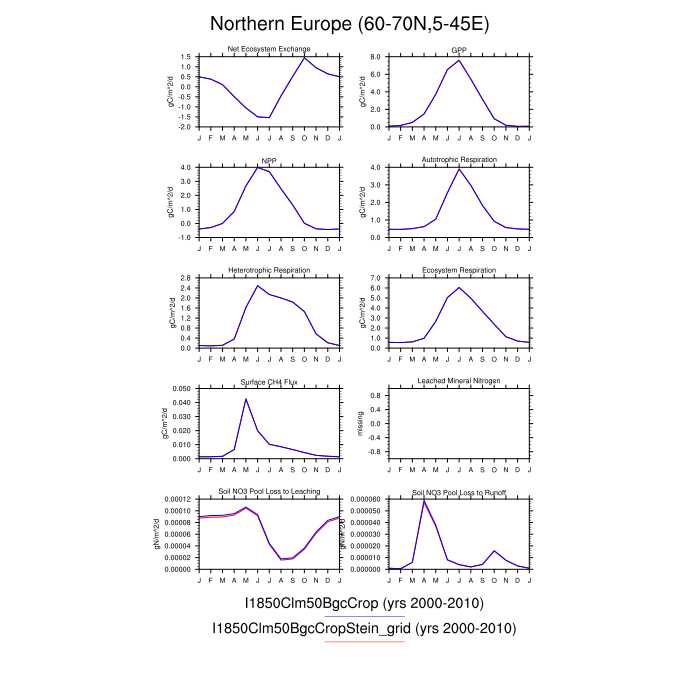 Northern Europe (60-70N,5-45E)
Net Ecosystem Exchange
GPP
gC/m^2/d
1.5
1.0
0.5
0.0
-0.5
-1.0
-1.5
-2.0
J F M A M J J A S O N D J
gC/m^2/d
8.0
6.0
4.0
2.0
0.0
J F M A M J J A S O N D J
NPP
Autotrophic Respiration
gC/m^2/d
4.0
3.0
2.0
1.0
0.0
-1.0
J F M A M J J A S O N D J
gC/m^2/d
4.0
3.0
2.0
1.0
0.0
J F M A M J J A S O N D J
Heterotrophic Respiration
Ecosystem Respiration
gC/m^2/d
2.8
2.4
2.0
1.6
1.2
0.8
0.4
0.0
J F M A M J J A S O N D J
gC/m^2/d
7.0
6.0
5.0
4.0
3.0
2.0
1.0
0.0
J F M A M J J A S O N D J
Surface CH4 Flux
Leached Mineral Nitrogen
gC/m^2/d
0.050
0.040
0.030
0.020
0.010
0.000
J F M A M J J A S O N D J
missing
0.8
0.4
0.0
-0.4
-0.8
Soil NO3 Pool Loss to Leaching
Soil NO3 Pool Loss to Runoff
gN/m^2/d
0.00012
0.00010
0.00008
0.00006
0.00004
0.00002
0.00000
J F M A M J J A S O N D J
gN/m^2/d
0.000060
0.000050
0.000040
0.000030
0.000020
0.000010
0.000000
J F M A M J J A S O N D J
I1850Clm50BgcCrop (yrs 2000-2010)
I1850Clm50BgcCropStein_grid (yrs 2000-2010)